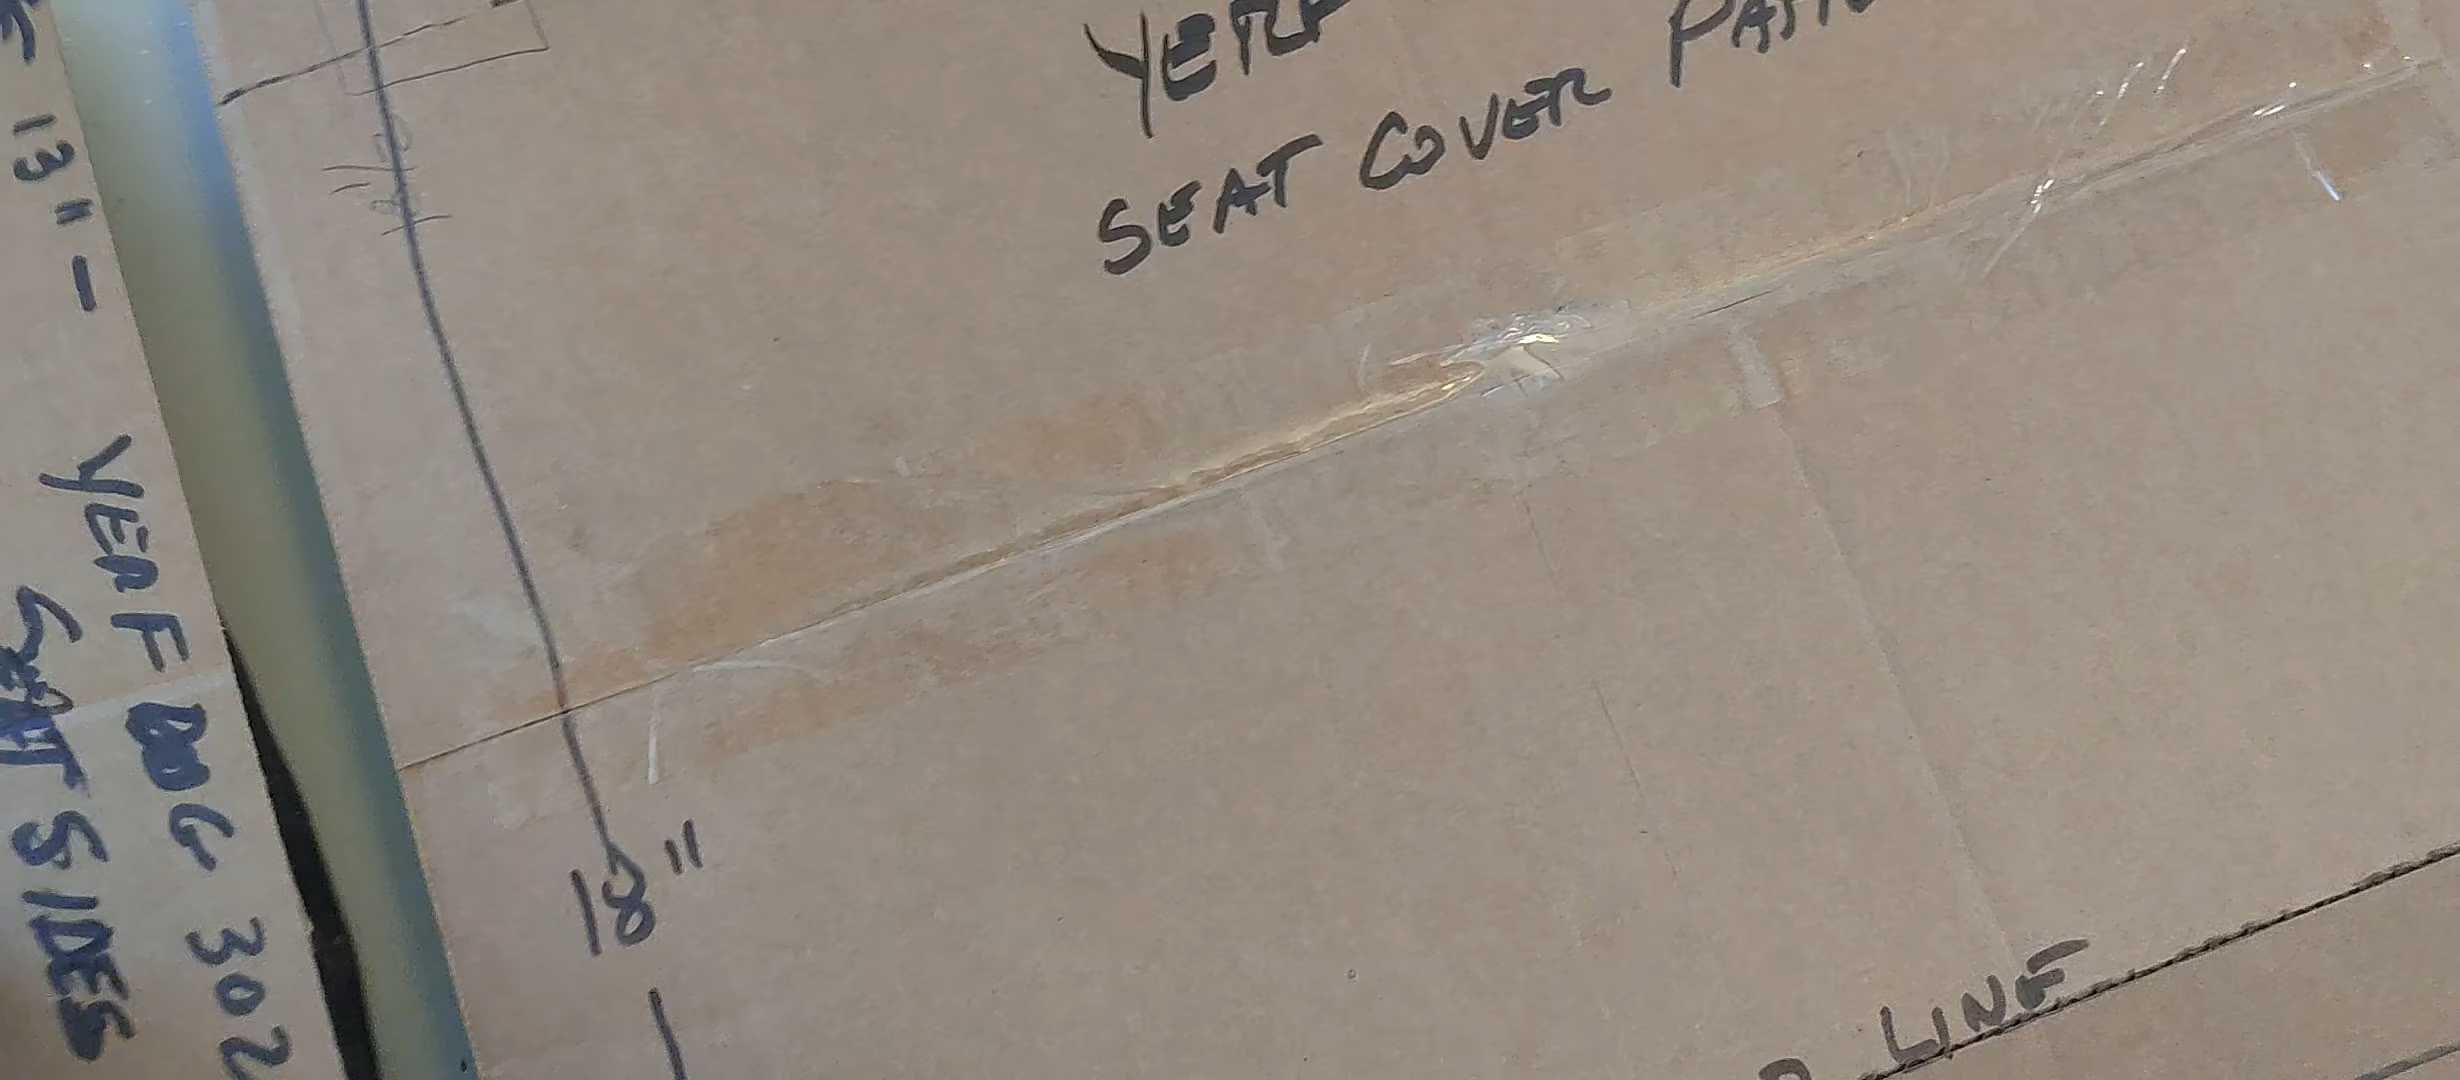 13" - YERF DOG 302
SEAT SIDES
SEAT COVER
18"
LINE